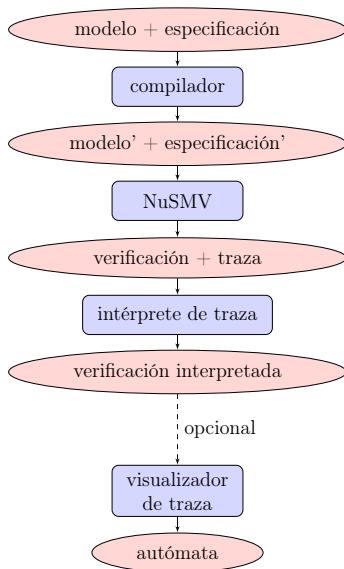 modelo + especificación
compilador
modelo' + especificación'
NuSMV
verificación + traza
intérprete de traza
verificación interpretada
opcional
visualizador
de traza
autómata